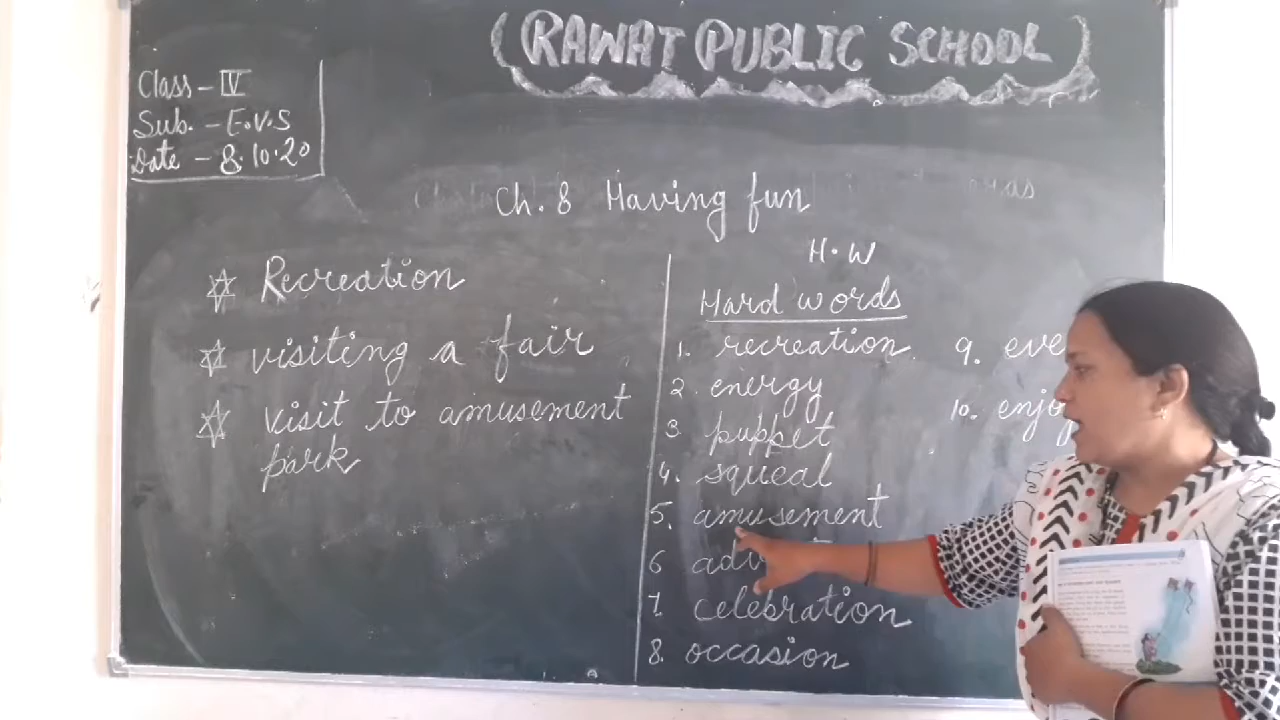 (RAWAT PUBLIC SCHOOL)
Class - IV
Sub. - E.V.S
Date - 8.10.20
Ch. 8 Having fun
Recreation
visiting a fair
visit to amusement
park
H.W
Hard words
1. recreation
2. energy
3. puppet
4. squeal
5. amusement
6
7. celebration
8. occasion
9.
10.